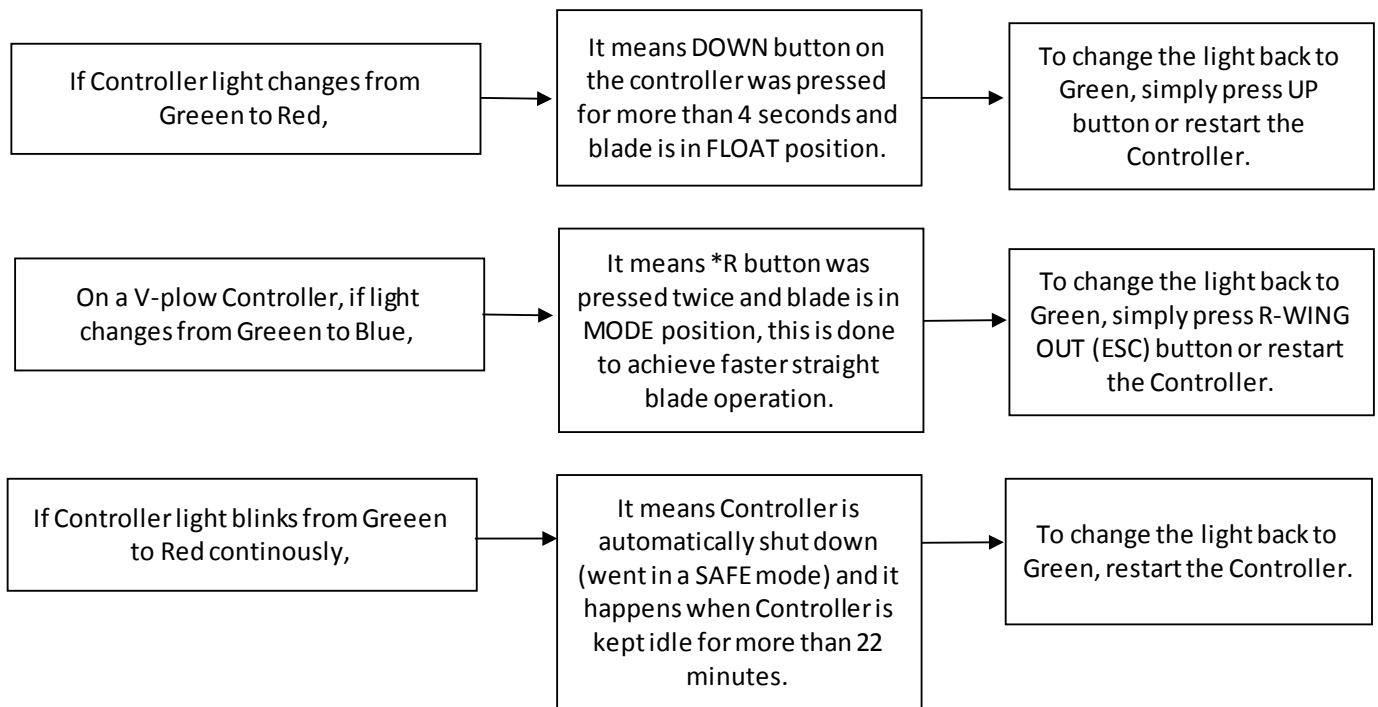 If Controller light changes from
Greeen to Red,
It means DOWN button on
the controller was pressed
for more than 4 seconds and
blade is in FLOAT position.
To change the light back to
Green, simply press UP
button or restart the
Controller.
On a V-plow Controller, if light
changes from Greeen to Blue,
It means *R button was
pressed twice and blade is in
MODE position, this is done
to achieve faster straight
blade operation.
To change the light back to
Green, simply press R-WING
OUT (ESC) button or restart
the Controller.
If Controller light blinks from Greeen
to Red continously,
It means Controller is
automatically shut down
(went in a SAFE mode) and it
happens when Controller is
kept idle for more than 22
minutes.
To change the light back to
Green, restart the Controller.